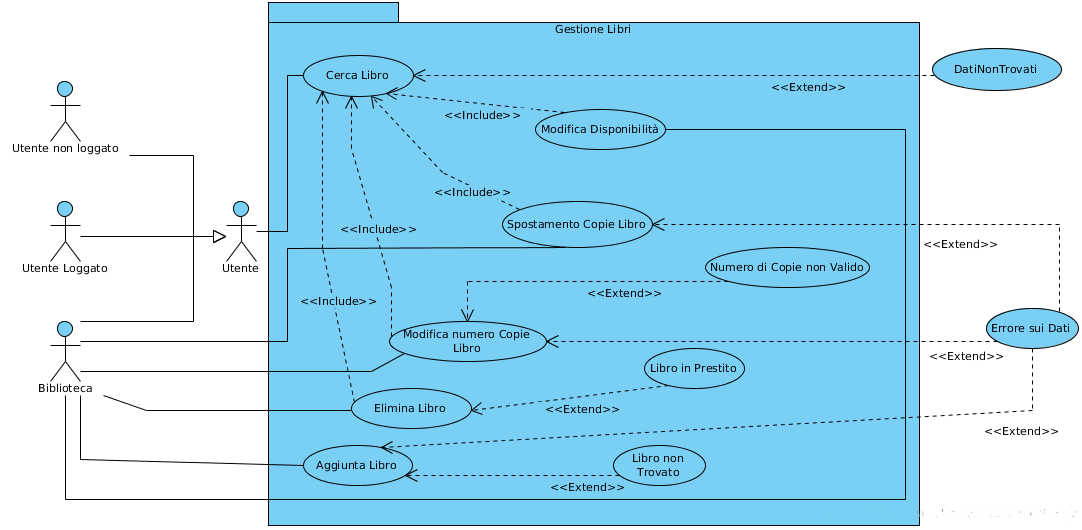 Gestione Libri
Cerca Libro
DatiNonTrovati
<<Extend>>
<<Include>>
Modifica Disponibilità
Utente non loggato
<<Include>>
Spostamento Copie Libro
<<Include>>
<<Extend>>
Utente Loggato
Utente
Numero di Copie non Valido
<<Extend>>
<<Include>>
Modifica numero Copie
Libro
Errore sui Dati
<<Extend>>
Libro in Prestito
Biblioteca
Elimina Libro
<<Extend>>
<<Extend>>
Aggiunta Libro
Libro non
Trovato
<<Extend>>